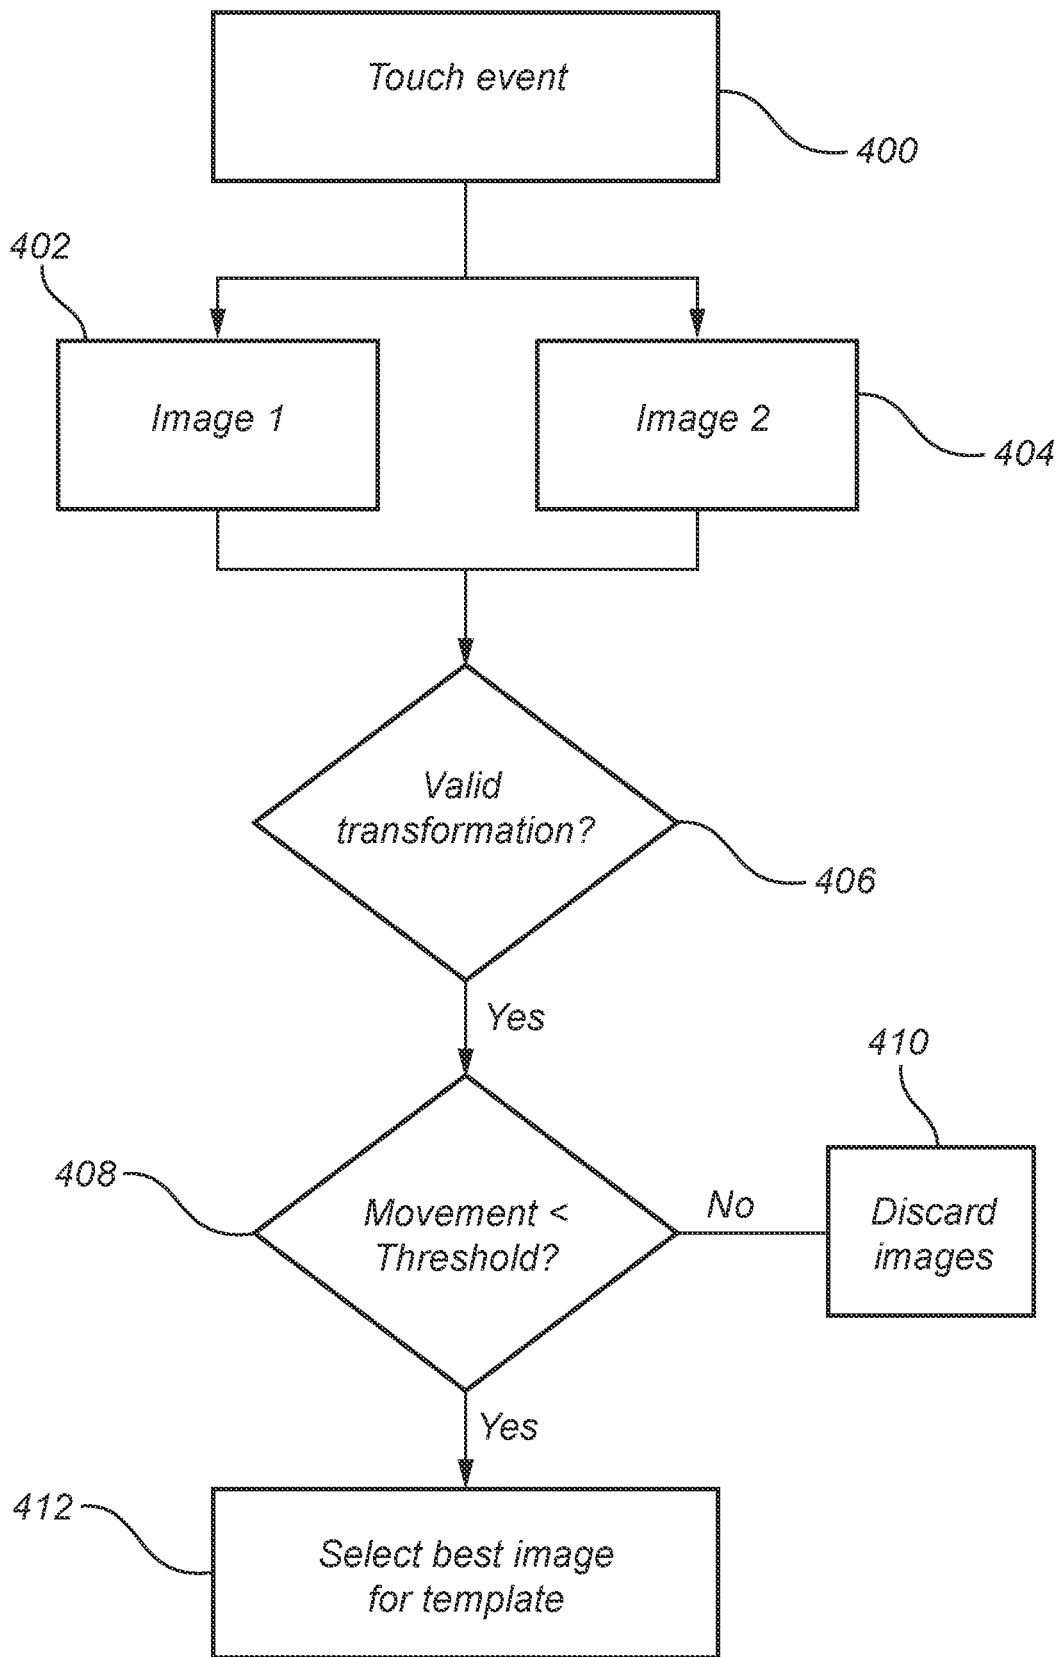 Touch event
400
402
Image 1
Image 2
404
Valid
transformation?
406
Yes
410
408
Movement <
Threshold?
No
Discard
images
Yes
412
Select best image
for template